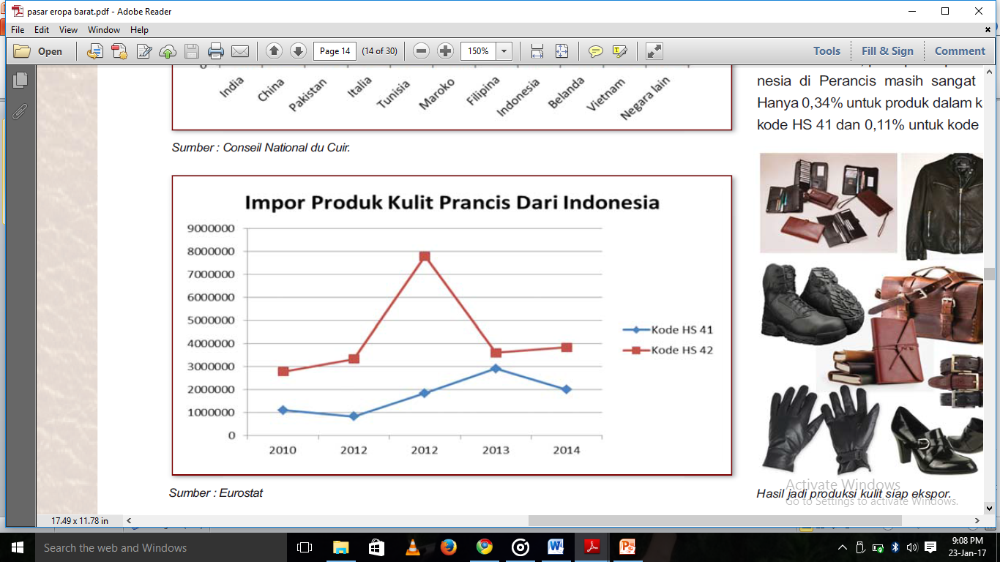 pasar eropa barat.pdf - Adobe Reader
File Edit View Window Help
Open Page 14 (14 of 30) 150% Tools Fill & Sign Comment
0
India China Pakistan Italia Tunisia Maroko Filipina Indonesia Belanda Vietnam Negara lain
Sumber : Conseil National du Cuir.
nesia di Perancis masih sangat
Hanya 0,34% untuk produk dalam k
kode HS 41 dan 0,11% untuk kode
Impor Produk Kulit Prancis Dari Indonesia
9000000
8000000
7000000
6000000
5000000
4000000
3000000
2000000
1000000
0
2010 2012 2012 2013 2014
Kode HS 41
Kode HS 42
Sumber : Eurostat
Hasil jadi produksi kulit siap ekspor.
Activate Windows
Go to Settings to activate Windows.
17.49 x 11.78 in
Search the web and Windows
9:08 PM
23-Jan-17